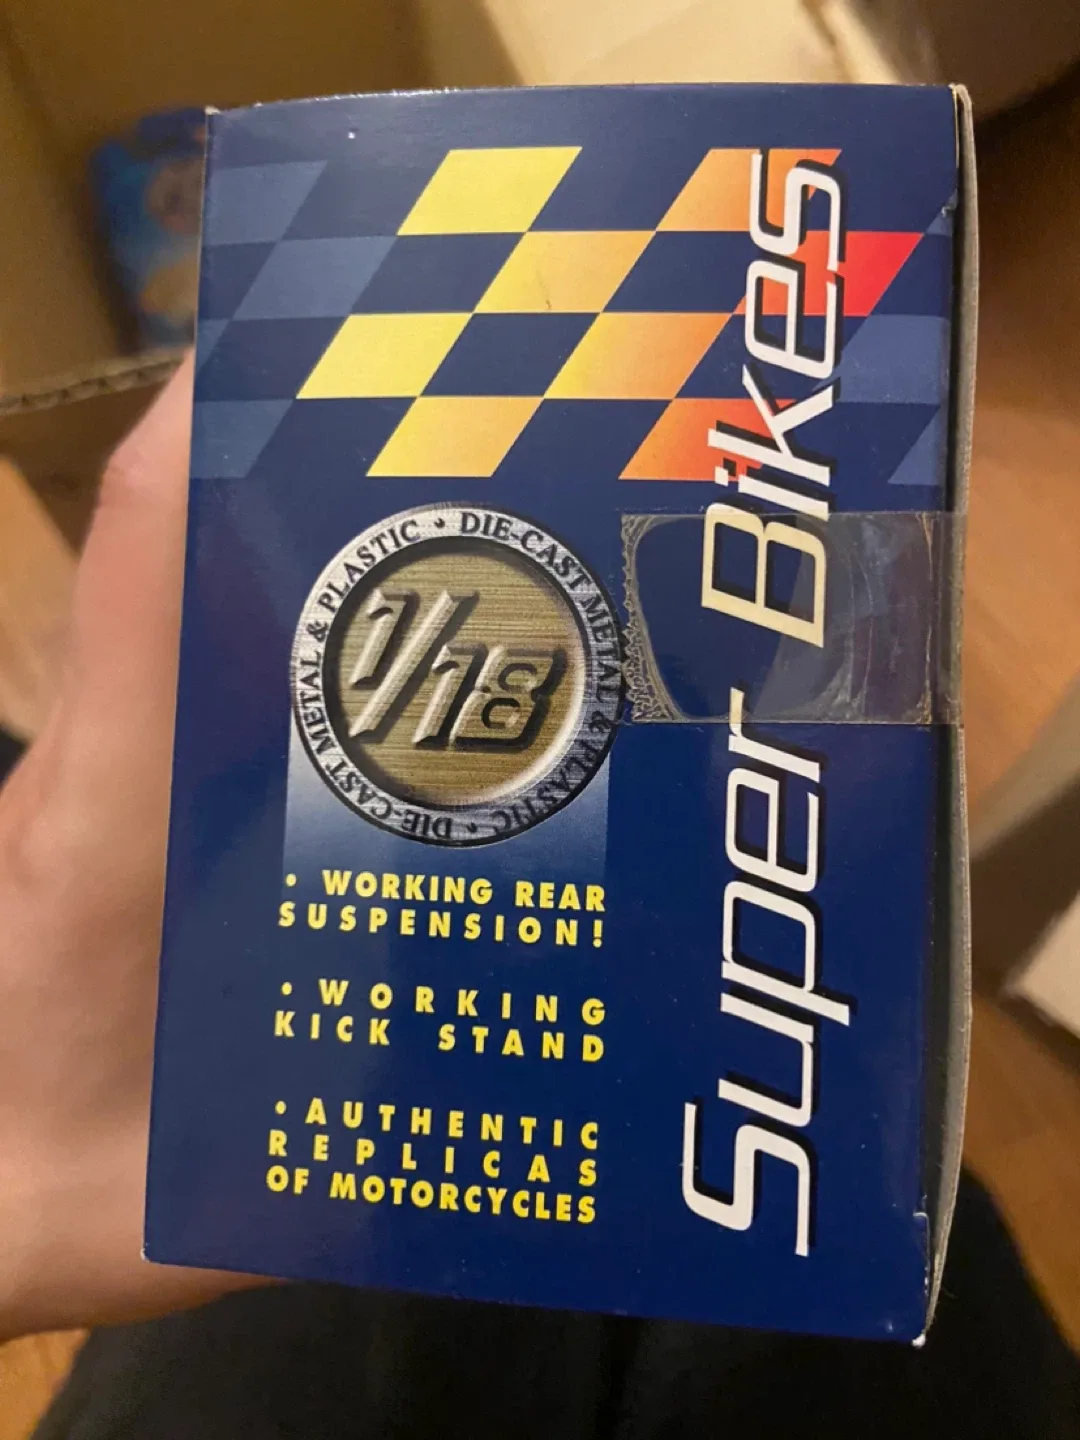 DIE-CAST METAL & PLASTIC • DIE-CAST METAL & PLASTIC •
1/18
• WORKING REAR
SUSPENSION!
• WORKING
KICK STAND
• AUTHENTIC
REPLICAS
OF MOTORCYCLES
Super Bikes